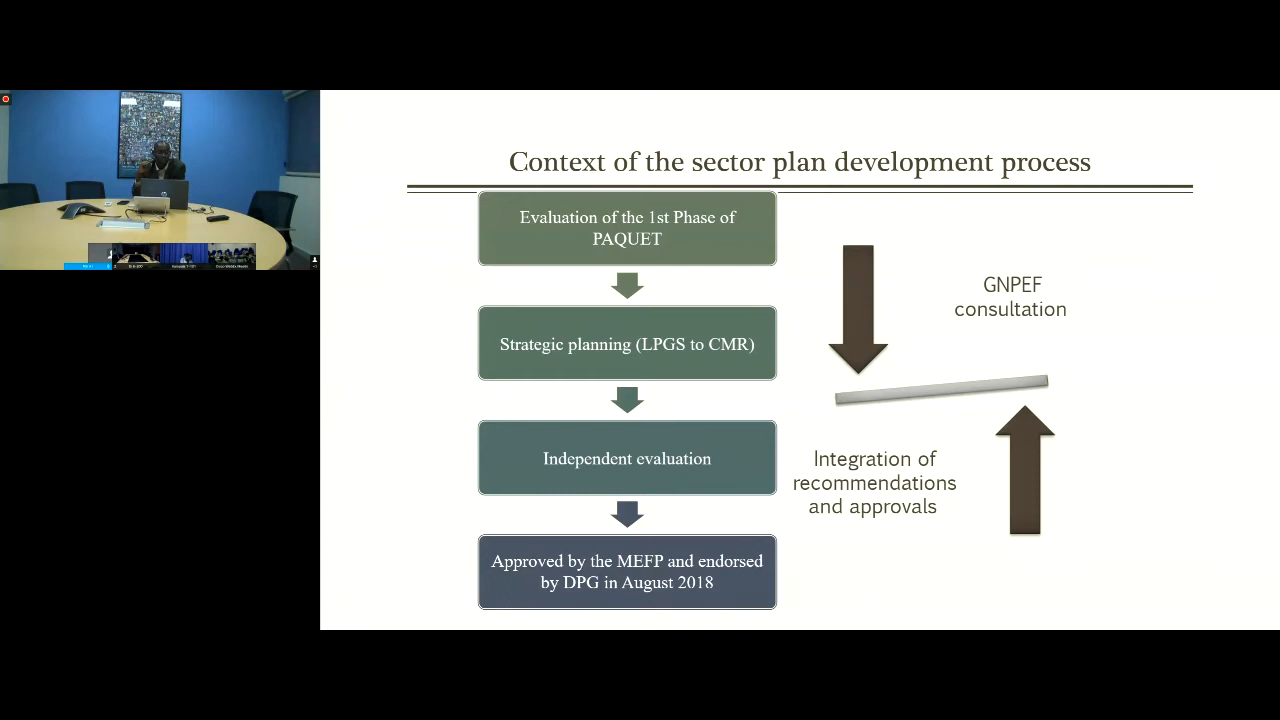 Context of the sector plan development process
Evaluation of the 1st Phase of
PAQUET
Strategic planning (LPGS to CMR)
Independent evaluation
Approved by the MEFP and endorsed
by DPG in August 2018
GNPEF
consultation
Integration of
recommendations
and approvals